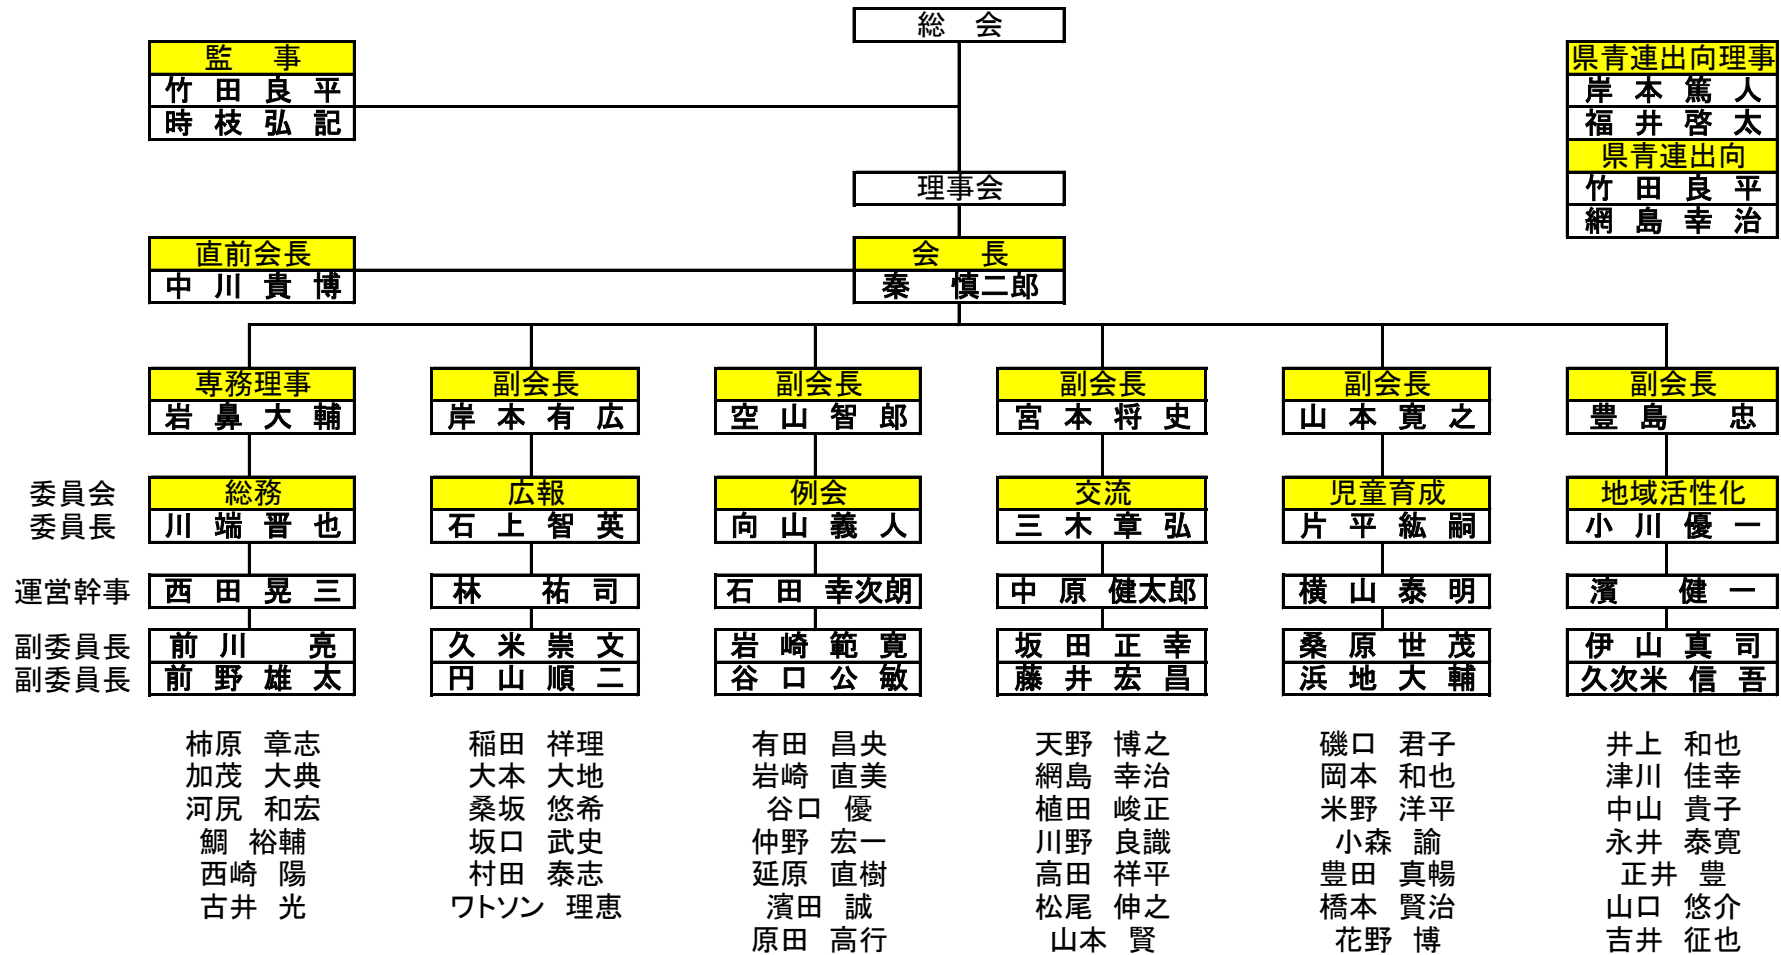 総　会
監　事
竹 田 良 平
時 枝 弘 記
県青連出向理事
岸 本 篤 人
福 井 啓 太
県青連出向
竹 田 良 平
網 島 幸 治
理事会
直前会長
中 川 貴 博
会　長
秦　慎二郎
専務理事 副会長 副会長 副会長 副会長 副会長
岩 鼻 大 輔 岸 本 有 広 空 山 智 郎 宮 本 将 史 山 本 寛 之 豊 島　忠
委員会 総務 広報 例会 交流 児童育成 地域活性化
委員長 川 端 晋 也 石 上 智 英 向 山 義 人 三 木 章 弘 片 平 紘 嗣 小 川 優 一
運営幹事 西 田 晃 三 林　祐 司 石 田 幸次朗 中 原 健太郎 横 山 泰 明 濱　健 一
副委員長 前 川　亮 久 米 崇 文 岩 崎 範 寛 坂 田 正 幸 桑 原 世 茂 伊 山 真 司
副委員長 前 野 雄 太 円 山 順 二 谷 口 公 敏 藤 井 宏 昌 浜 地 大 輔 久次米 信 吾
柿原 章志 稲田 祥理 有田 昌央 天野 博之 磯口 君子 井上 和也
加茂 大典 大本 大地 岩崎 直美 網島 幸治 岡本 和也 津川 佳幸
河尻 和宏 桑坂 悠希 谷口 優 植田 峻正 米野 洋平 中山 貴子
鯛 裕輔 坂口 武史 仲野 宏一 川野 良識 小森 諭 永井 泰寛
西崎 陽 村田 泰志 延原 直樹 高田 祥平 豊田 真暢 正井 豊
古井 光 ワトソン 理恵 濱田 誠 松尾 伸之 橋本 賢治 山口 悠介
原田 高行 山本 賢 花野 博 吉井 征也